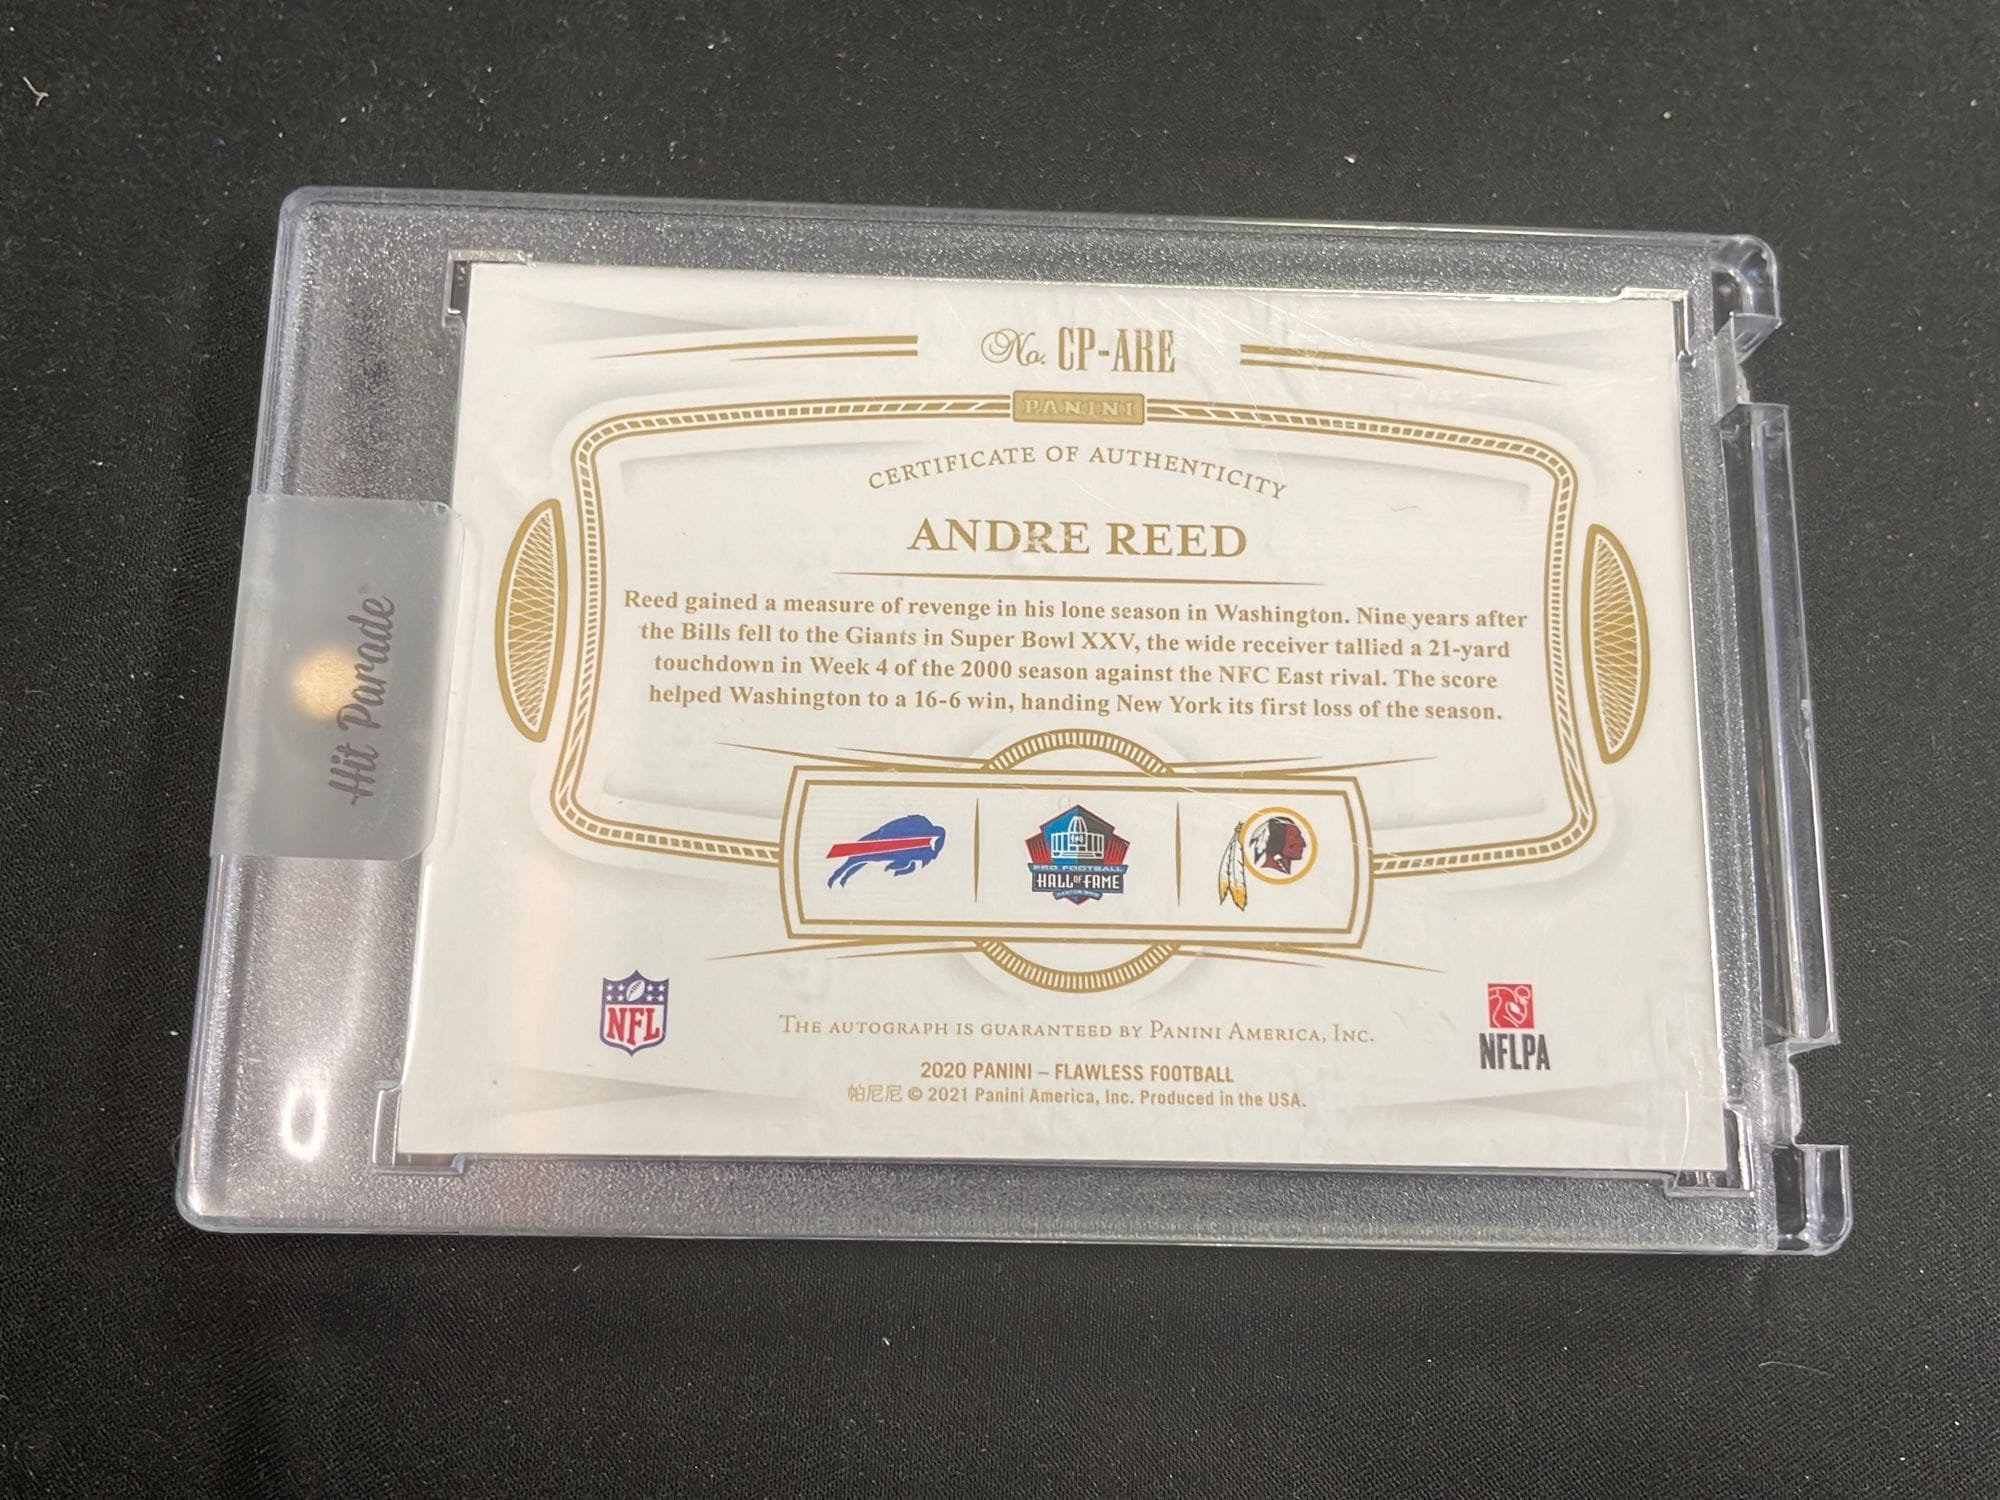 No. CP-ARE
PANINI
CERTIFICATE OF AUTHENTICITY
ANDRE REED
Reed gained a measure of revenge in his lone season in Washington. Nine years after
the Bills fell to the Giants in Super Bowl XXV, the wide receiver tallied a 21-yard
touchdown in Week 4 of the 2000 season against the NFC East rival. The score
helped Washington to a 16-6 win, handing New York its first loss of the season.
Hit Parade
PRO FOOTBALL
HALL OF FAME
NFL
THE AUTOGRAPH IS GUARANTEED BY PANINI AMERICA, INC.
NFLPA
2020 PANINI – FLAWLESS FOOTBALL
帕尼尼 © 2021 Panini America, Inc. Produced in the USA.